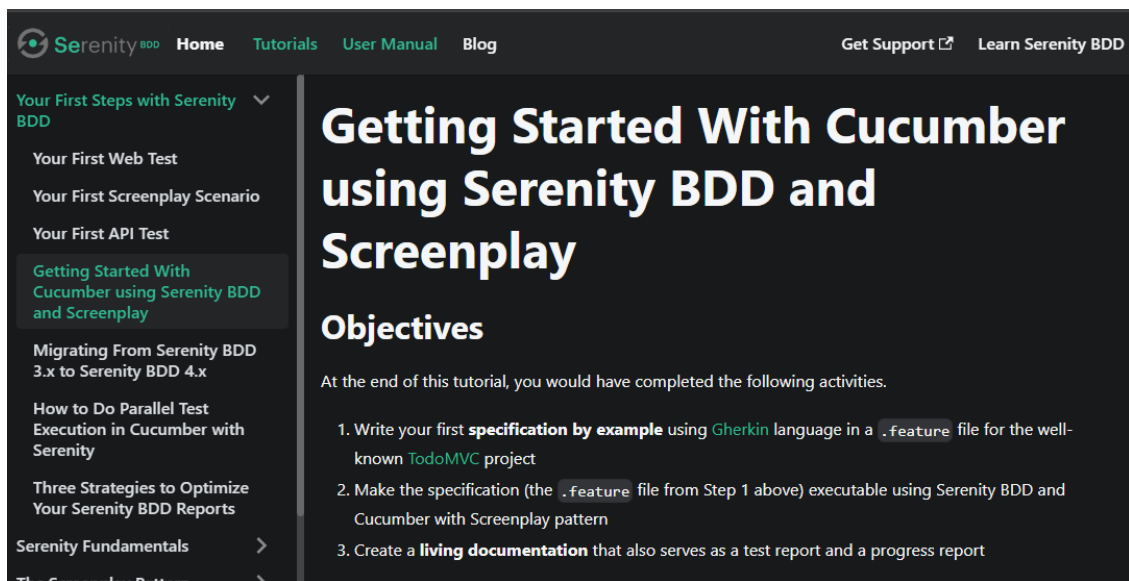 Serenity BDD Home Tutorials User Manual Blog Get Support Learn Serenity BDD
Your First Steps with Serenity
BDD
Your First Web Test
Your First Screenplay Scenario
Your First API Test
Getting Started With
Cucumber using Serenity BDD
and Screenplay
Migrating From Serenity BDD
3.x to Serenity BDD 4.x
How to Do Parallel Test
Execution in Cucumber with
Serenity
Three Strategies to Optimize
Your Serenity BDD Reports
Serenity Fundamentals
The Screenplay Pattern
Getting Started With Cucumber
using Serenity BDD and
Screenplay
Objectives
At the end of this tutorial, you would have completed the following activities.
1. Write your first specification by example using Gherkin language in a .feature file for the well-
known TodoMVC project
2. Make the specification (the .feature file from Step 1 above) executable using Serenity BDD and
Cucumber with Screenplay pattern
3. Create a living documentation that also serves as a test report and a progress report